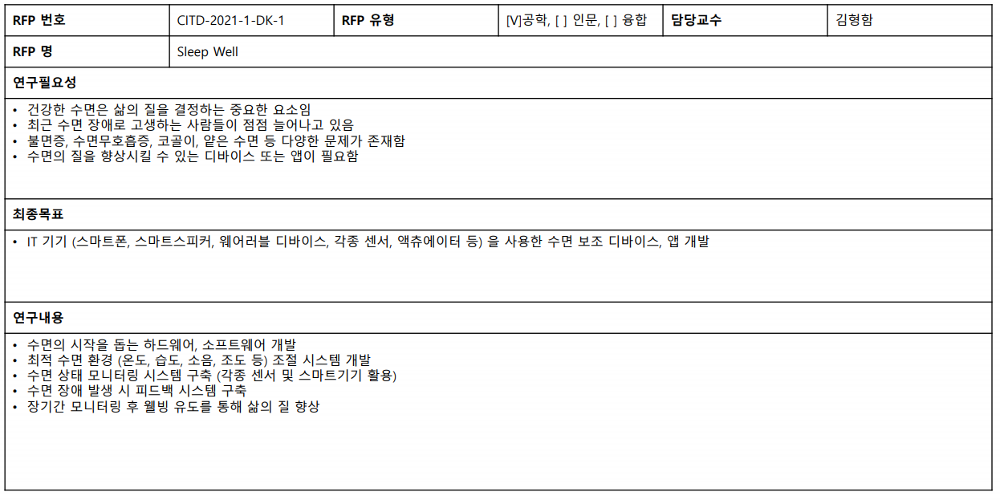 RFP 번호 CITD-2021-1-DK-1 RFP 유형 [V]공학, [ ] 인문, [ ] 융합 담당교수 김형함
RFP 명 Sleep Well
연구필요성
• 건강한 수면은 삶의 질을 결정하는 중요한 요소임
• 최근 수면 장애로 고생하는 사람들이 점점 늘어나고 있음
• 불면증, 수면무호흡증, 코골이, 얕은 수면 등 다양한 문제가 존재함
• 수면의 질을 향상시킬 수 있는 디바이스 또는 앱이 필요함
최종목표
• IT 기기 (스마트폰, 스마트스피커, 웨어러블 디바이스, 각종 센서, 액츄에이터 등) 을 사용한 수면 보조 디바이스, 앱 개발
연구내용
• 수면의 시작을 돕는 하드웨어, 소프트웨어 개발
• 최적 수면 환경 (온도, 습도, 소음, 조도 등) 조절 시스템 개발
• 수면 상태 모니터링 시스템 구축 (각종 센서 및 스마트기기 활용)
• 수면 장애 발생 시 피드백 시스템 구축
• 장기간 모니터링 후 웰빙 유도를 통해 삶의 질 향상